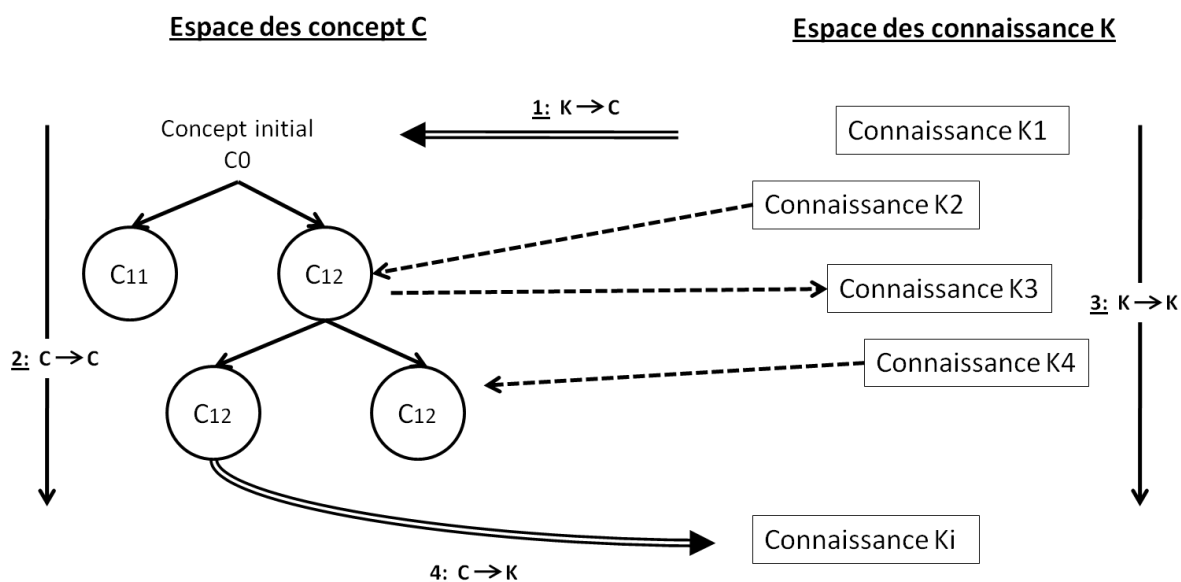 Espace des concept C
Espace des connaissance K
1: K → C
Concept initial
C0
Connaissance K1
Connaissance K2
C11
C12
Connaissance K3
3: K → K
2: C → C
Connaissance K4
C12
C12
Connaissance Ki
4: C → K